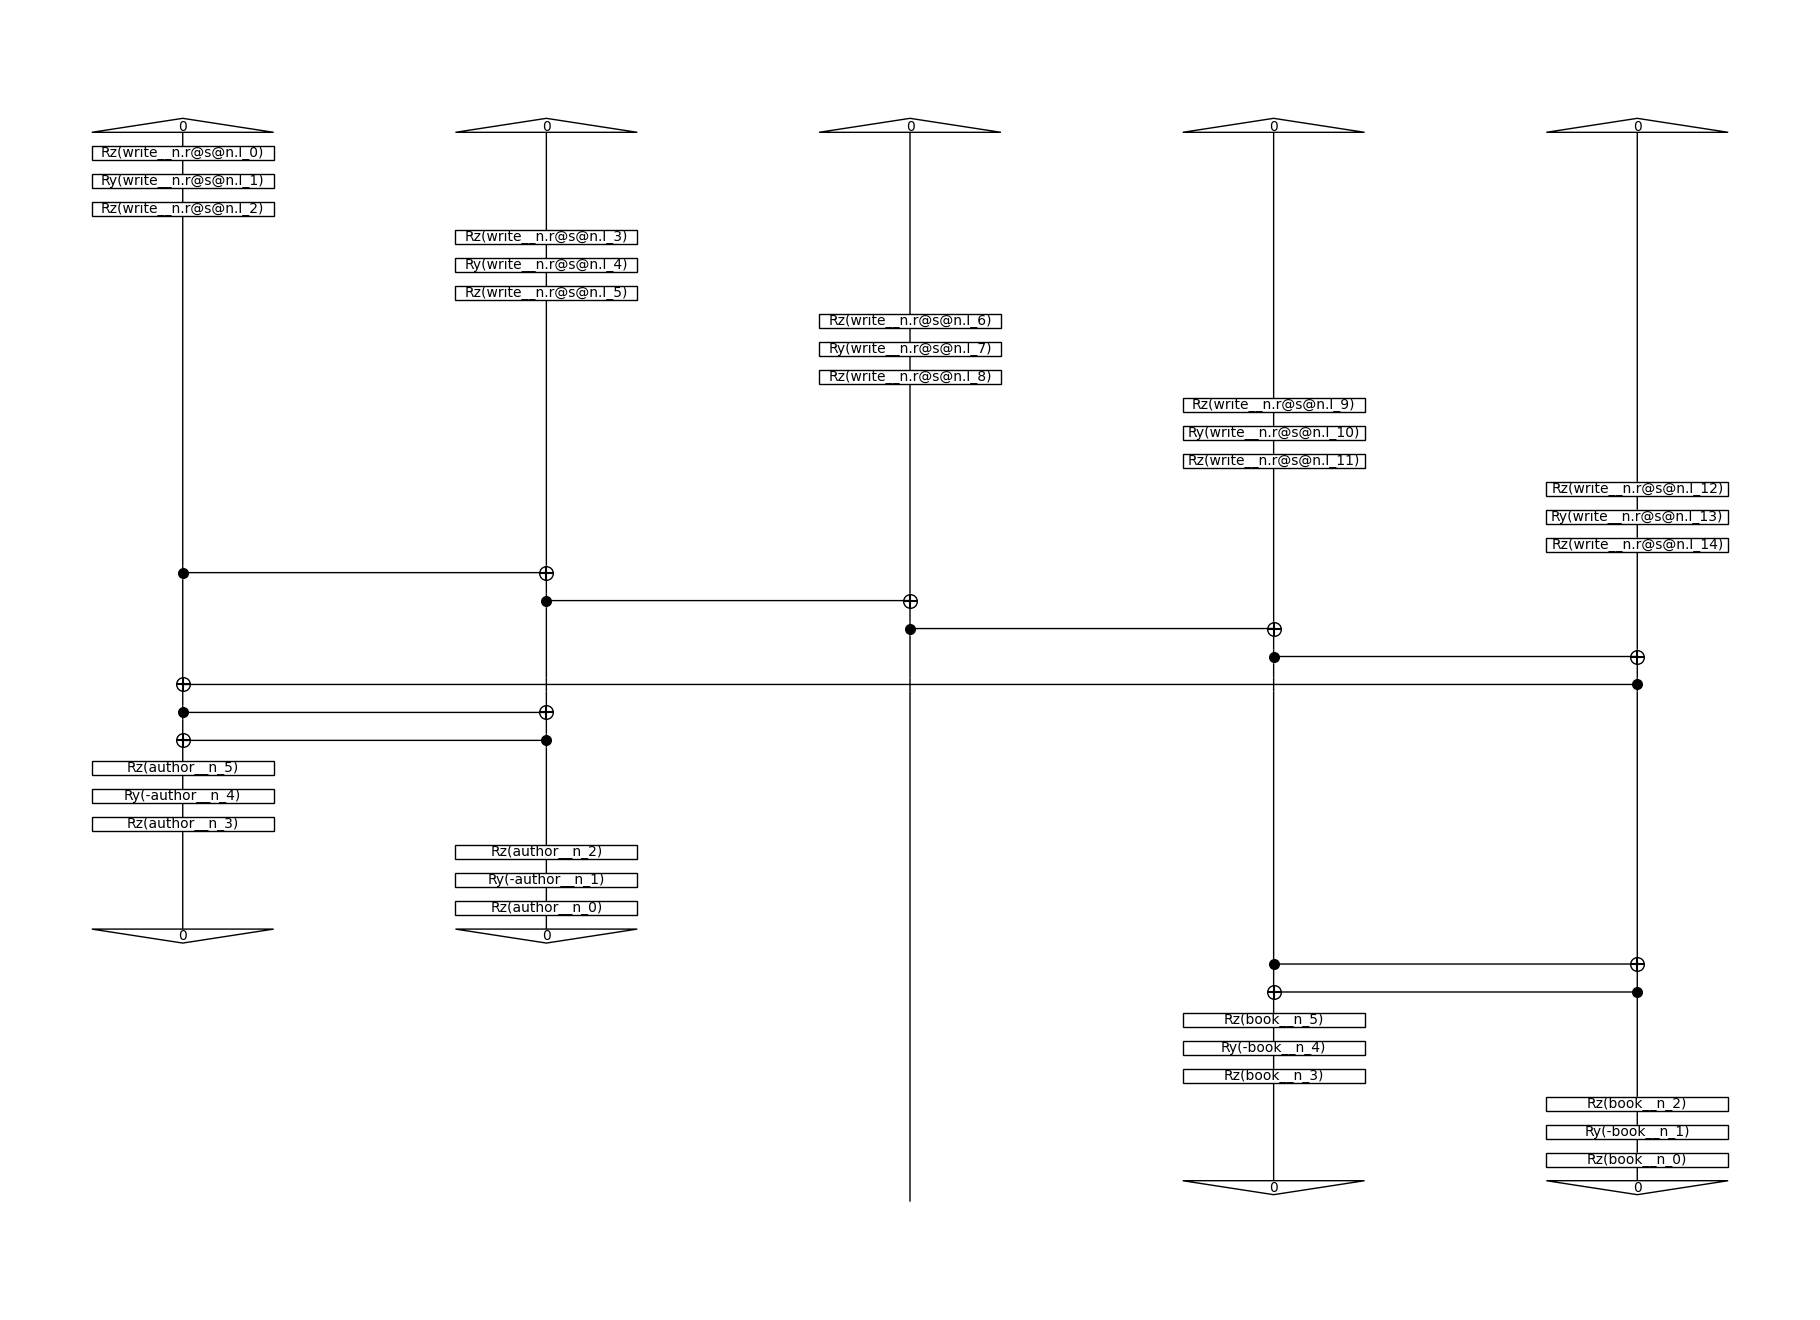 0 0 0 0 0
Rz(write__n.r@s@n.l_0)
Ry(write__n.r@s@n.l_1)
Rz(write__n.r@s@n.l_2)
Rz(write__n.r@s@n.l_3)
Ry(write__n.r@s@n.l_4)
Rz(write__n.r@s@n.l_5)
Rz(write__n.r@s@n.l_6)
Ry(write__n.r@s@n.l_7)
Rz(write__n.r@s@n.l_8)
Rz(write__n.r@s@n.l_9)
Ry(write__n.r@s@n.l_10)
Rz(write__n.r@s@n.l_11)
Rz(write__n.r@s@n.l_12)
Ry(write__n.r@s@n.l_13)
Rz(write__n.r@s@n.l_14)
Rz(author__n_5)
Ry(-author__n_4)
Rz(author__n_3)
Rz(author__n_2)
Ry(-author__n_1)
Rz(author__n_0)
0 0
Rz(book__n_5)
Ry(-book__n_4)
Rz(book__n_3)
Rz(book__n_2)
Ry(-book__n_1)
Rz(book__n_0)
0 0